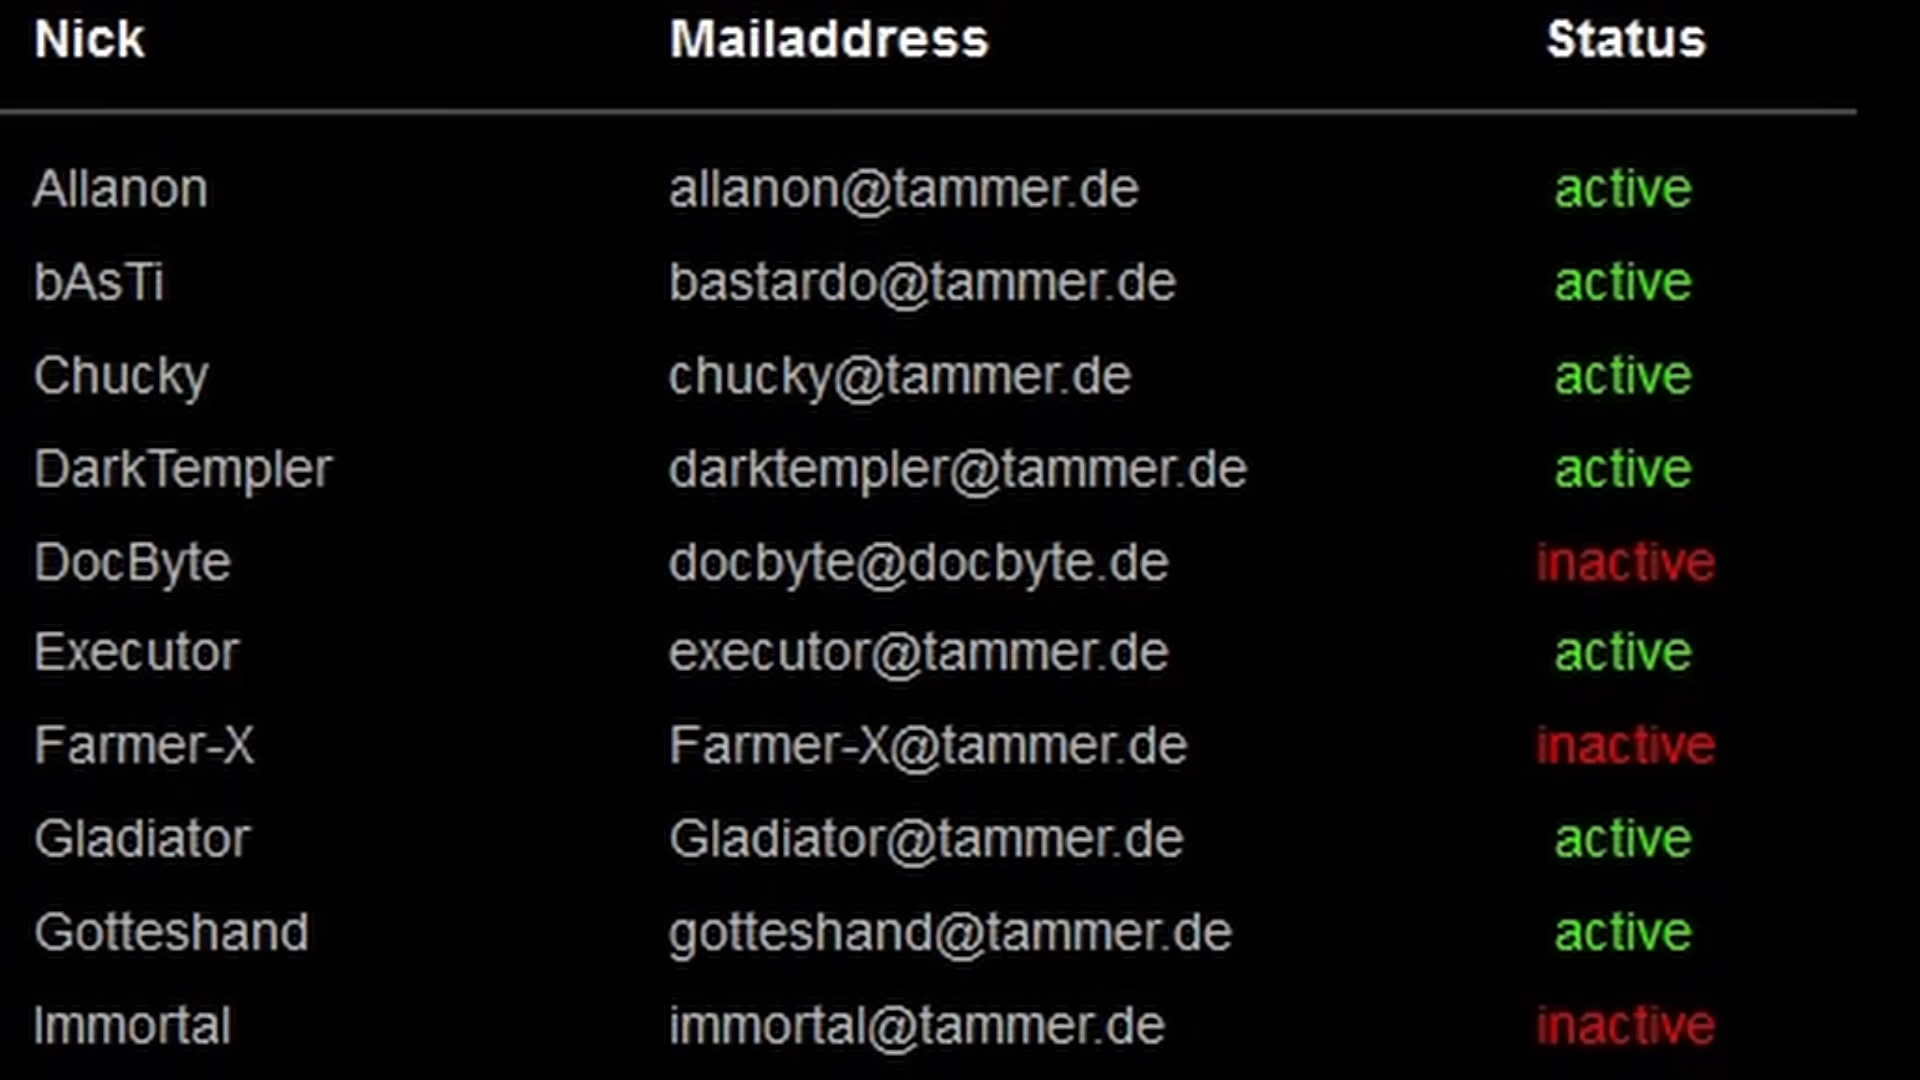 Nick Mailaddress Status
Allanon allanon@tammer.de active
bAsTi bastardo@tammer.de active
Chucky chucky@tammer.de active
DarkTempler darktempler@tammer.de active
DocByte docbyte@docbyte.de inactive
Executor executor@tammer.de active
Farmer-X Farmer-X@tammer.de inactive
Gladiator Gladiator@tammer.de active
Gotteshand gotteshand@tammer.de active
Immortal immortal@tammer.de inactive